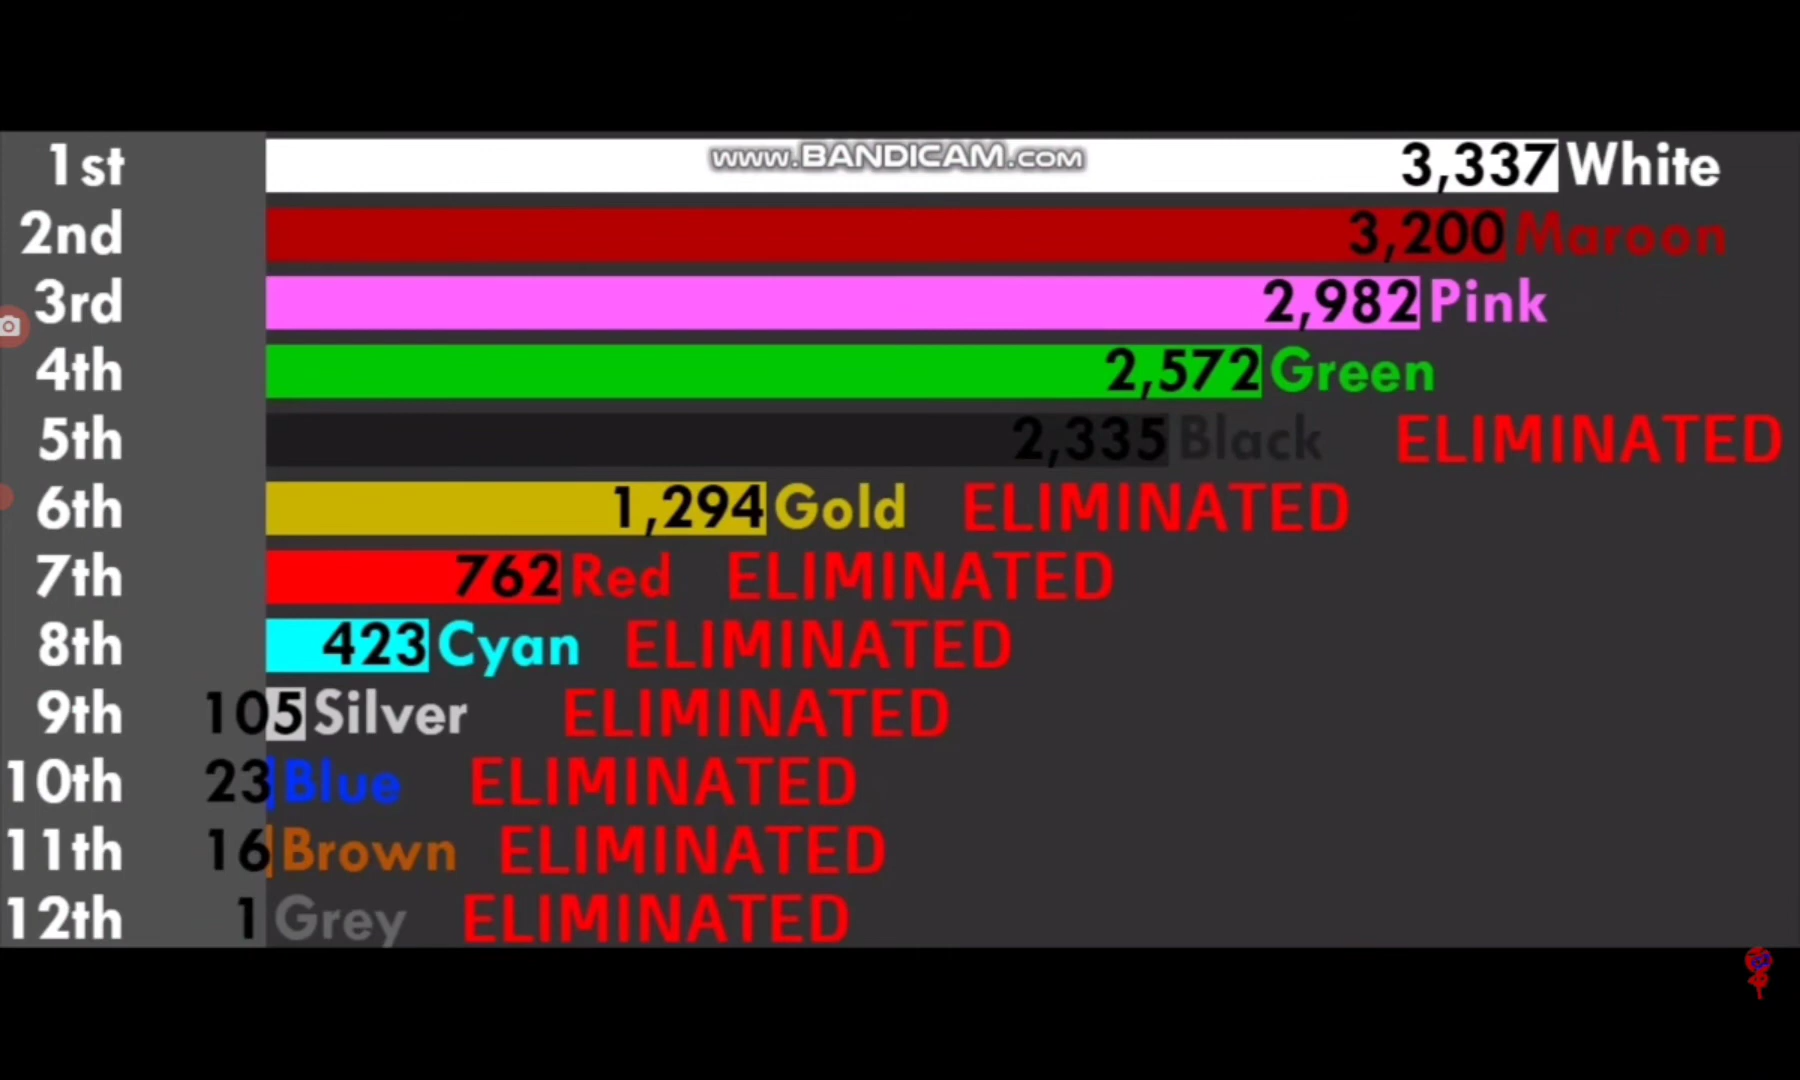 www.BANDICAM.com
1st 3,337 White
2nd 3,200 Maroon
3rd 2,982 Pink
4th 2,572 Green
5th 2,335 Black ELIMINATED
6th 1,294 Gold ELIMINATED
7th 762 Red ELIMINATED
8th 423 Cyan ELIMINATED
9th 105 Silver ELIMINATED
10th 23 Blue ELIMINATED
11th 16 Brown ELIMINATED
12th 1 Grey ELIMINATED